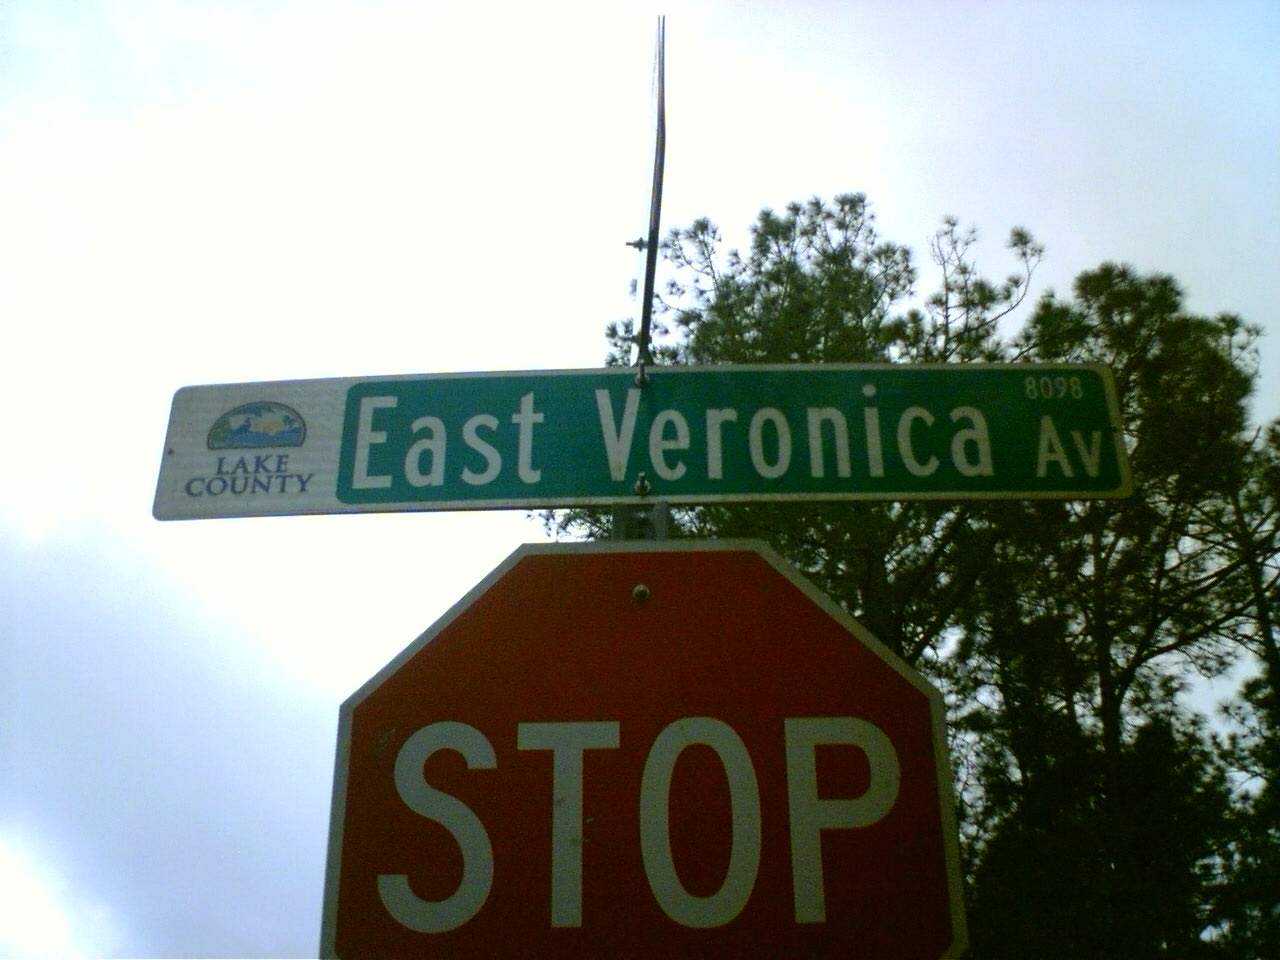 LAKE
COUNTY
East Veronica Av
8098
STOP